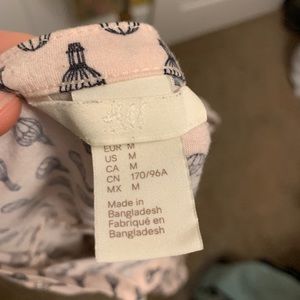 H&M
EUR M
US M
CA M
CN 170/96A
MX M
Made in
Bangladesh
Fabriqué en
Bangladesh